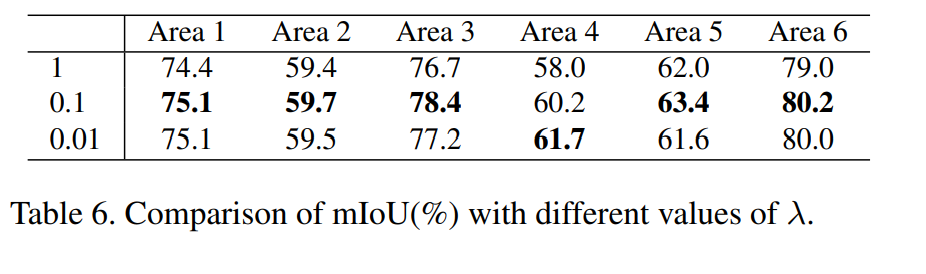 Area 1 Area 2 Area 3 Area 4 Area 5 Area 6
1 74.4 59.4 76.7 58.0 62.0 79.0
0.1 75.1 59.7 78.4 60.2 63.4 80.2
0.01 75.1 59.5 77.2 61.7 61.6 80.0
Table 6. Comparison of mIoU(%) with different values of λ.